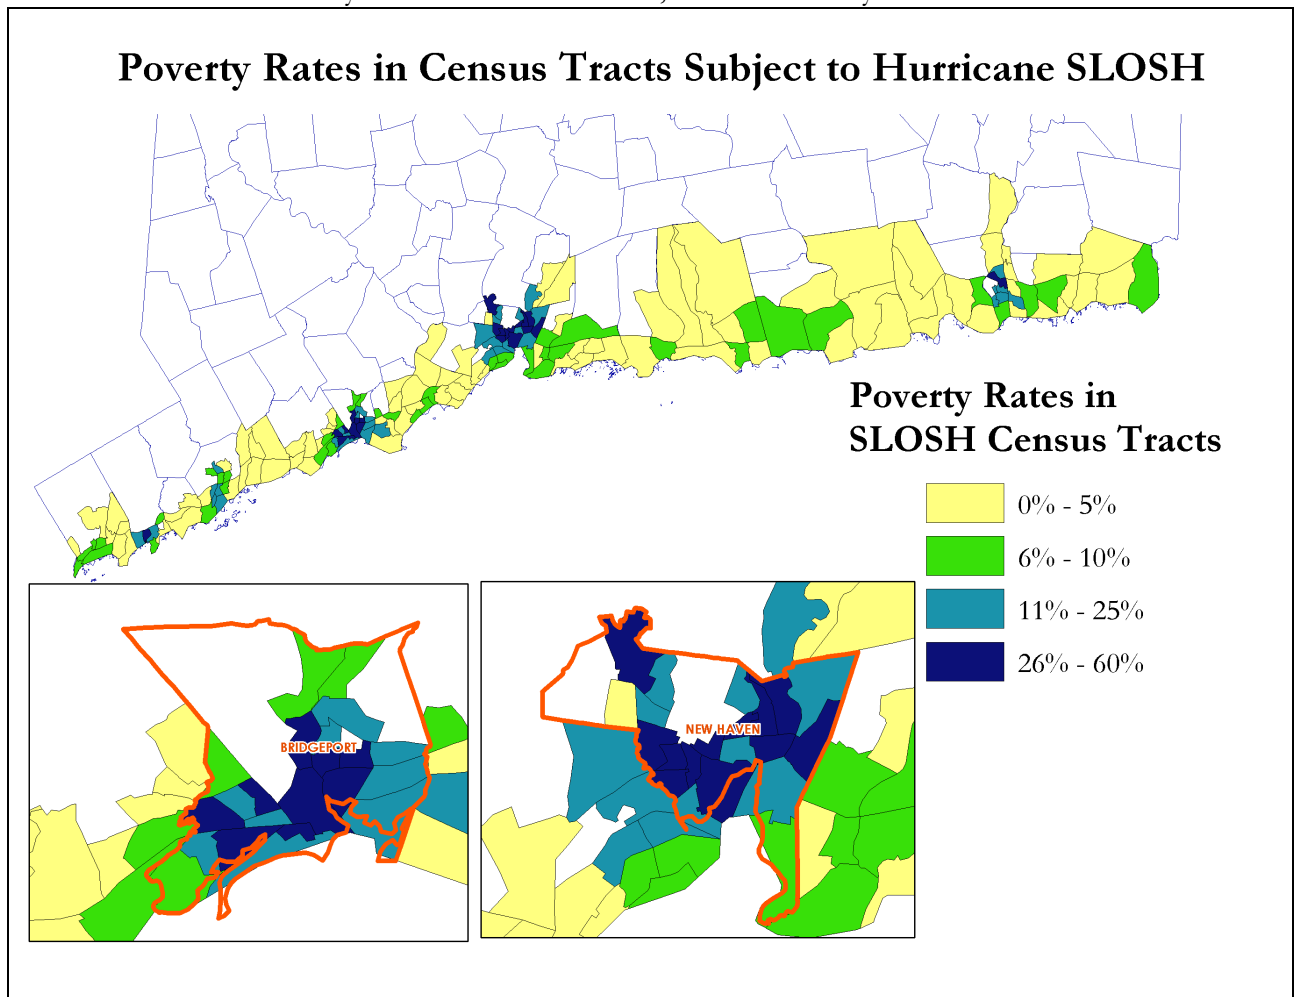 Poverty Rates in Census Tracts Subject to Hurricane SLOSH
Poverty Rates in
SLOSH Census Tracts
0% - 5%
6% - 10%
11% - 25%
26% - 60%
BRIDGEPORT
NEW HAVEN